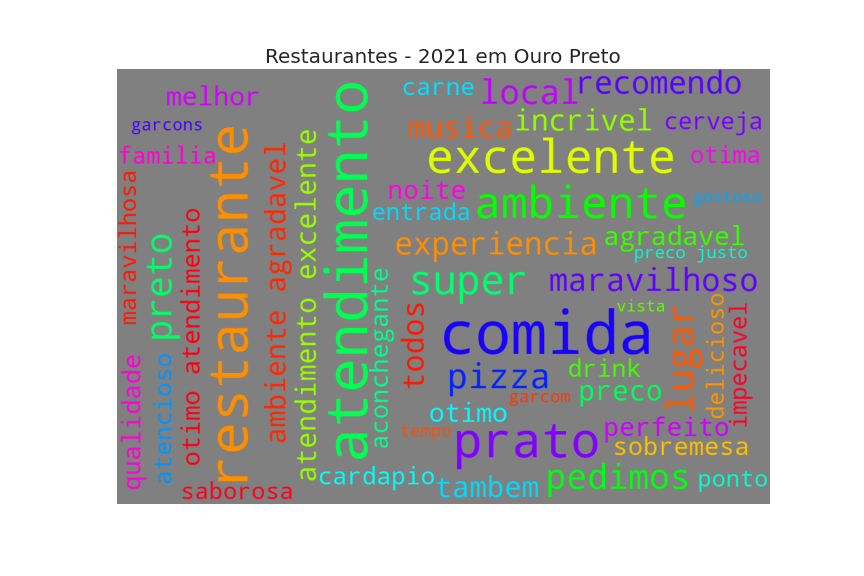 Restaurantes - 2021 em Ouro Preto
melhor
garcons
familia
maravilhosa
preto
qualidade
atencioso
otimo atendimento
saborosa
restaurante
ambiente agradavel
atendimento excelente
atendimento
aconchegante
carne
local
recomendo
musica
incrivel
cerveja
excelente
otima
noite
entrada
ambiente
gostoso
experiencia
agradavel
preco justo
super
maravilhoso
todos
comida
vista
lugar
delicioso
impecavel
pizza
drink
preco
garcom
otimo
tempo
prato
perfeito
sobremesa
cardapio
tambem
pedimos
ponto